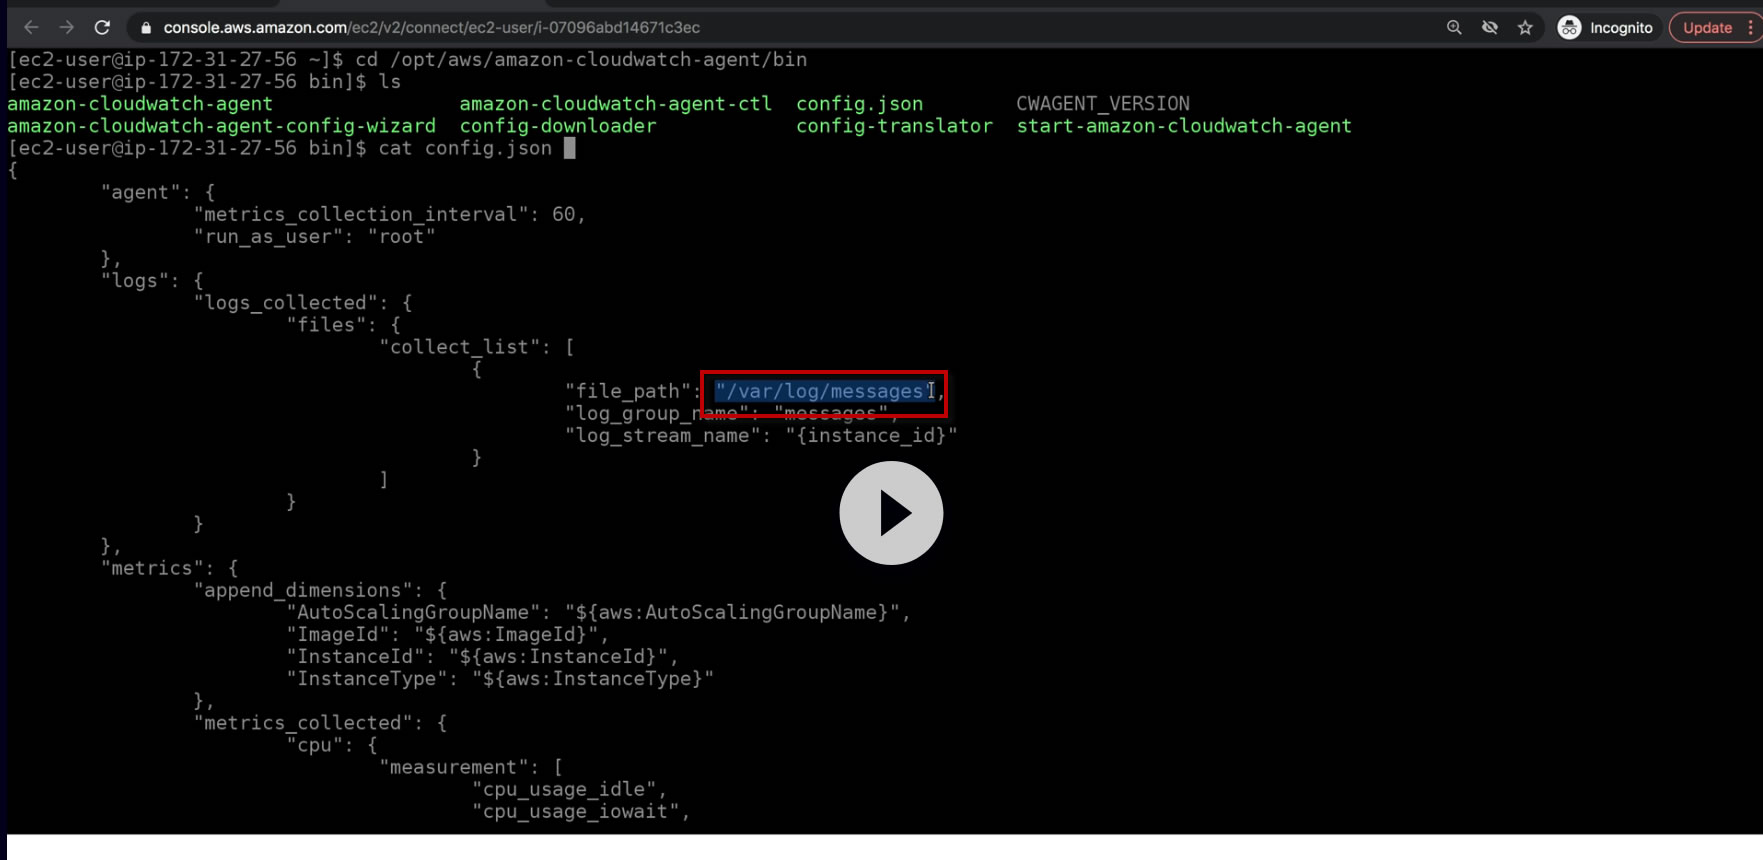 console.aws.amazon.com/ec2/v2/connect/ec2-user/i-07096abd14671c3ec Incognito Update
[ec2-user@ip-172-31-27-56 ~]$ cd /opt/aws/amazon-cloudwatch-agent/bin
[ec2-user@ip-172-31-27-56 bin]$ ls
amazon-cloudwatch-agent amazon-cloudwatch-agent-ctl config.json CWAGENT_VERSION
amazon-cloudwatch-agent-config-wizard config-downloader config-translator start-amazon-cloudwatch-agent
[ec2-user@ip-172-31-27-56 bin]$ cat config.json
{
"agent": {
"metrics_collection_interval": 60,
"run_as_user": "root"
},
"logs": {
"logs_collected": {
"files": {
"collect_list": [
{
"file_path": "/var/log/messages",
"log_group_name": "messages",
"log_stream_name": "{instance_id}"
}
]
}
}
},
"metrics": {
"append_dimensions": {
"AutoScalingGroupName": "${aws:AutoScalingGroupName}",
"ImageId": "${aws:ImageId}",
"InstanceId": "${aws:InstanceId}",
"InstanceType": "${aws:InstanceType}"
},
"metrics_collected": {
"cpu": {
"measurement": [
"cpu_usage_idle",
"cpu_usage_iowait",